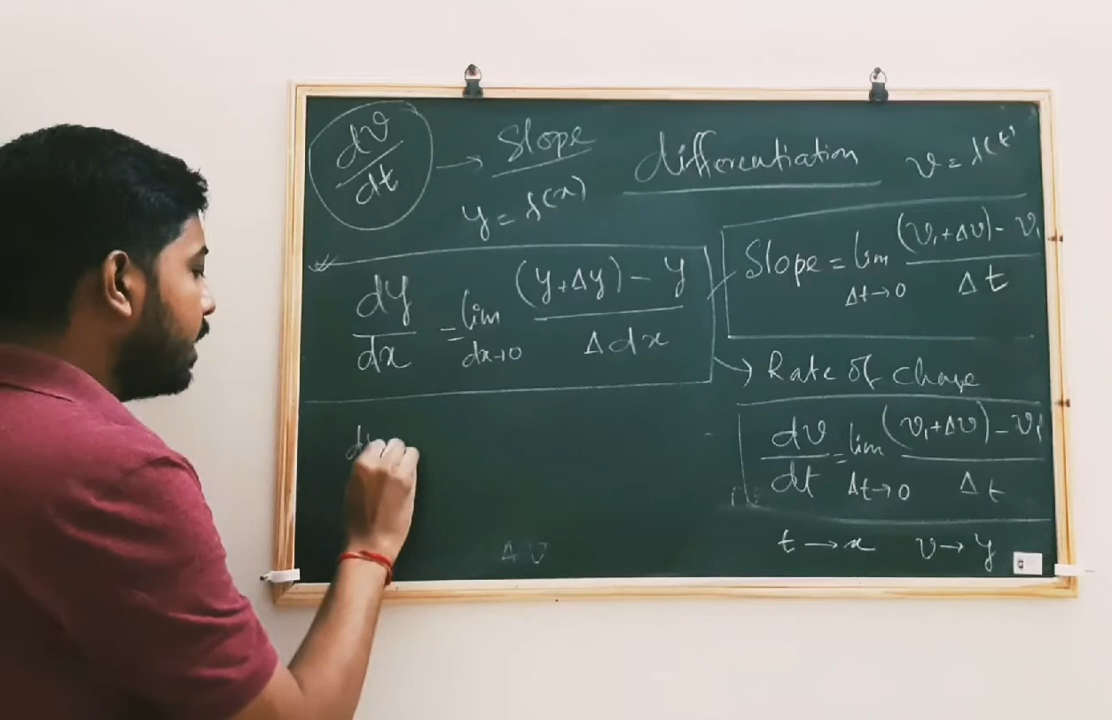 dv/dt → Slope
differentiation
v = f(t)
y = f(x)
dy/dx = lim dx→0 (y+Δy) - y / Δdx
Slope = lim Δt→0 (v₁+Δv) - v₁ / Δt
→ Rate of change
dv/dt = lim Δt→0 (v₁+Δv) - v₁ / Δt
t → x v → y
Δv